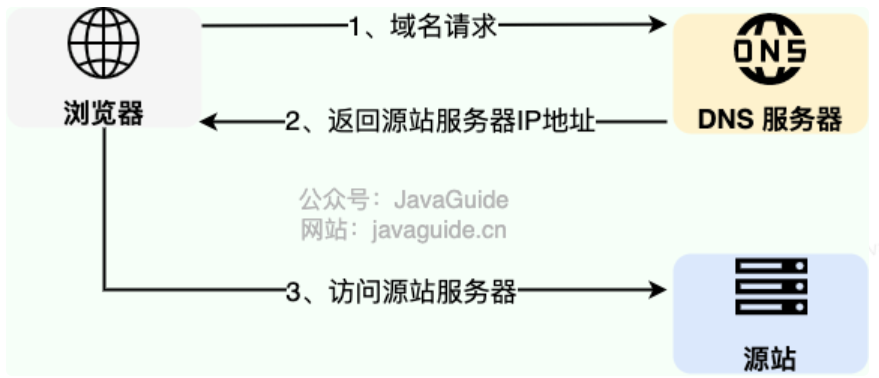 1、域名请求
DNS
浏览器
DNS 服务器
2、返回源站服务器IP地址
公众号：JavaGuide
网站：javaguide.cn
3、访问源站服务器
源站